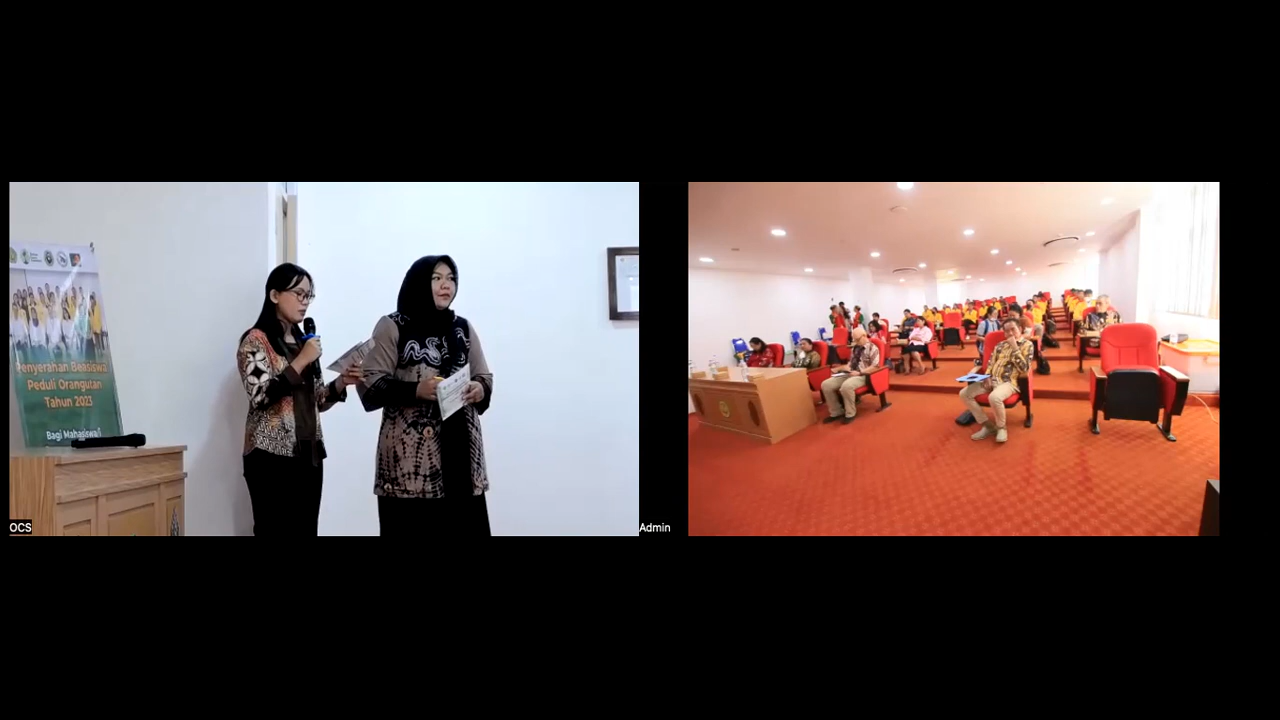 Penyerahan Beasiswa
Peduli Orangutan
Tahun 2023
Bagi Mahasiswa/i
OCS
Admin